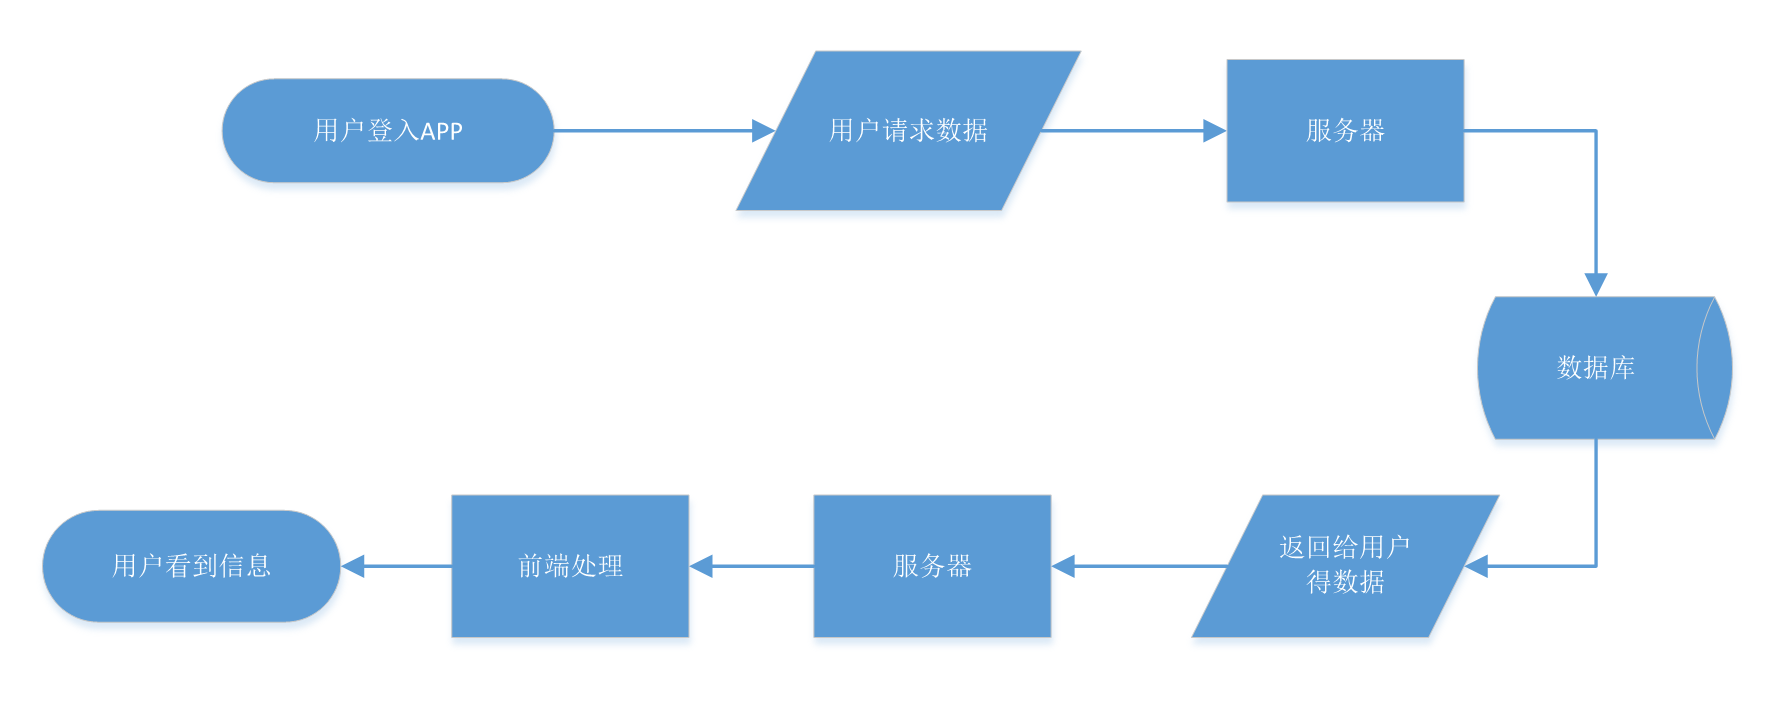 用户登入APP
用户请求数据
服务器
数据库
返回给用户
得数据
服务器
前端处理
用户看到信息